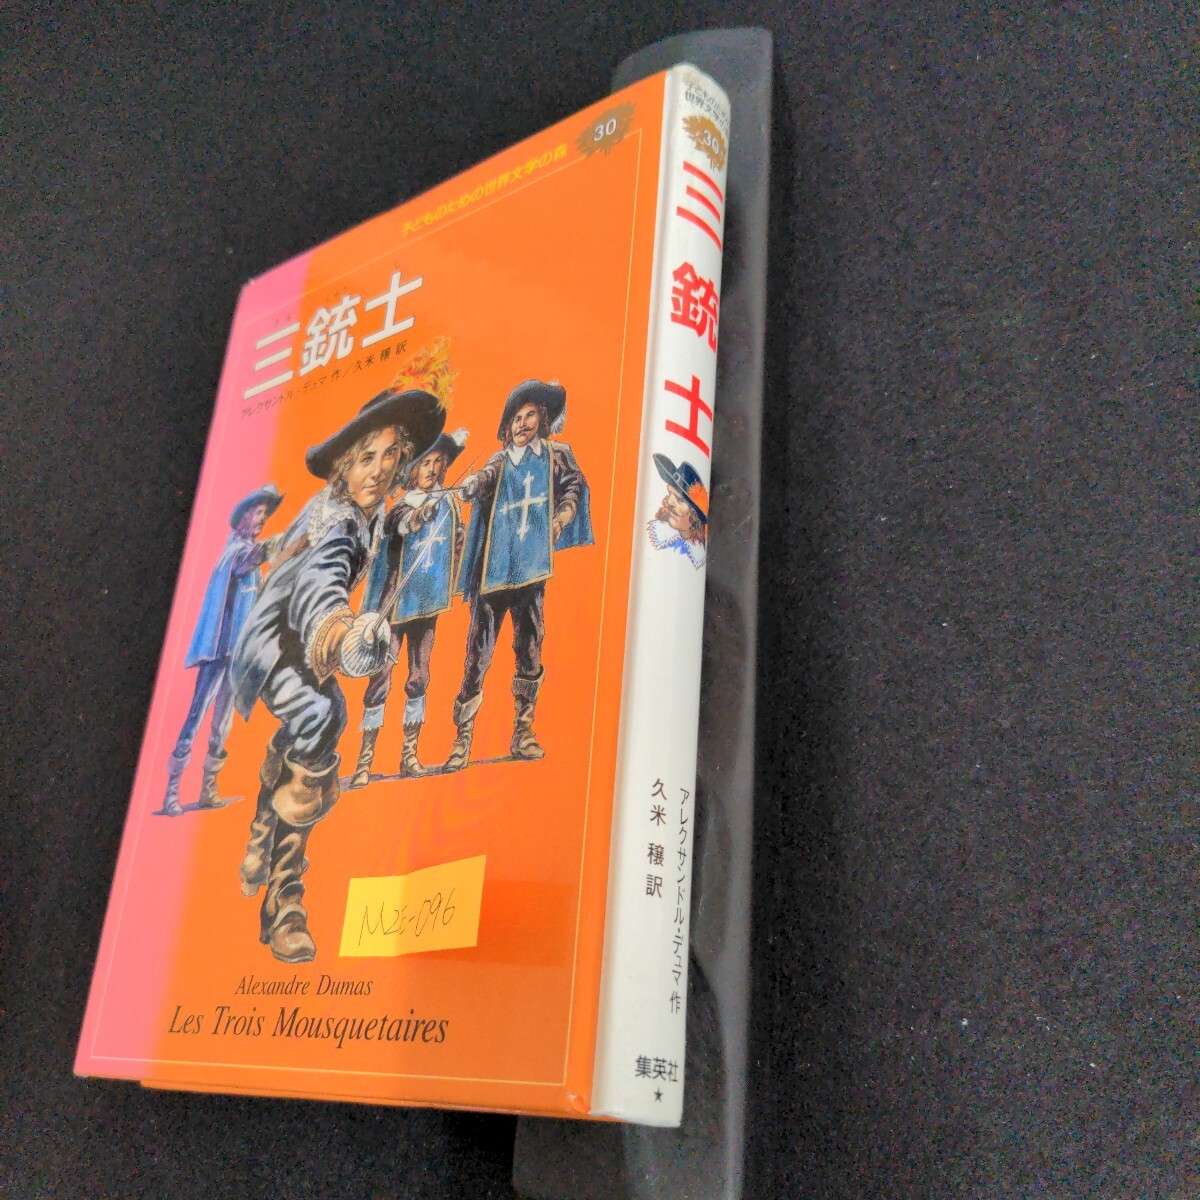 子どものための世界文学の森
30
三銃士
アレクサンドル・デュマ 作／久米 穣 訳
M2E-096
Alexandre Dumas
Les Trois Mousquetaires
30
三銃士
アレクサンドル・デュマ 作
久米 穣 訳
集英社
★